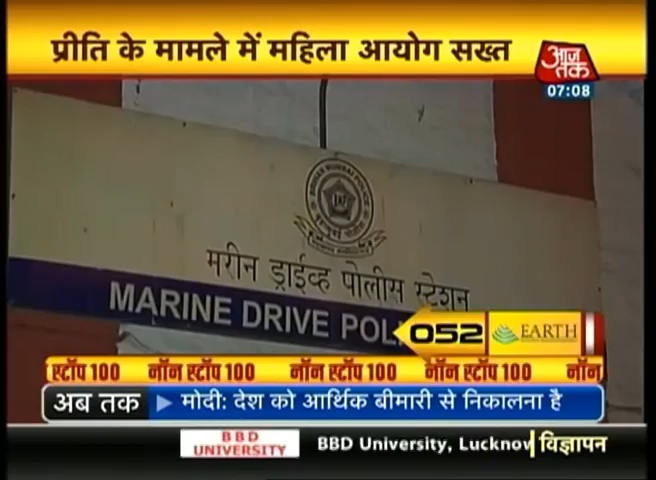 प्रीति के मामले में महिला आयोग सख्त
आज तक
07:08
मरीन ड्राईव्ह पोलीस स्टेशन
MARINE DRIVE POL
052
EARTH
स्टॉप 100 नॉन स्टॉप 100 नॉन स्टॉप 100 नॉन स्टॉप 100 नॉन
अब तक
मोदी: देश को आर्थिक बीमारी से निकालना है
BBD UNIVERSITY
BBD University, Lucknow
विज्ञापन